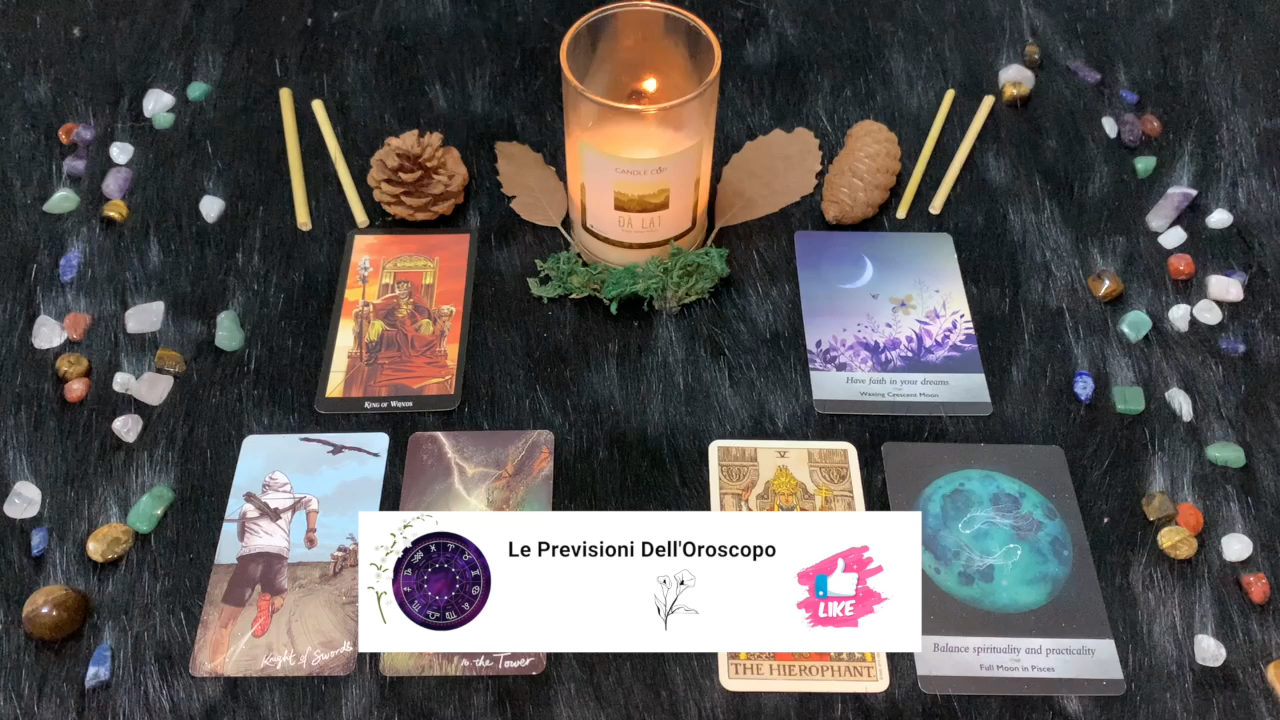 CANDLE CUP
ĐÀ LẠT
KING OF WANDS
Have faith in your dreams
Waxing Crescent Moon
V
Le Previsioni Dell'Oroscopo
LIKE
Knight of Swords
the Tower
THE HIEROPHANT.
Balance spirituality and practicality
Full Moon in Pisces